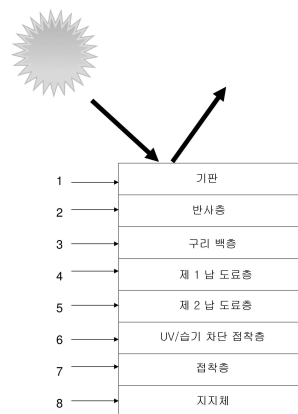 1 기판
2 반사층
3 구리 백층
4 제 1 납 도료층
5 제 2 납 도료층
6 UV/습기 차단 접착층
7 접착층
8 지지체